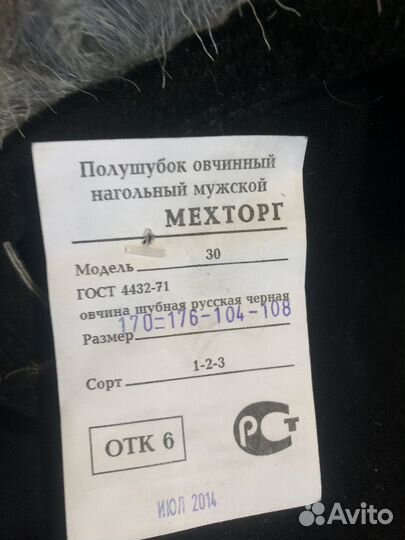 Полушубок овчинный
нагольный мужской
МЕХТОРГ
Модель 30
ГОСТ 4432-71
овчина шубная русская черная
170=176-104-108
Размер
1-2-3
Сорт
ОТК 6
РСТ
ИЮЛ 2014
Avito